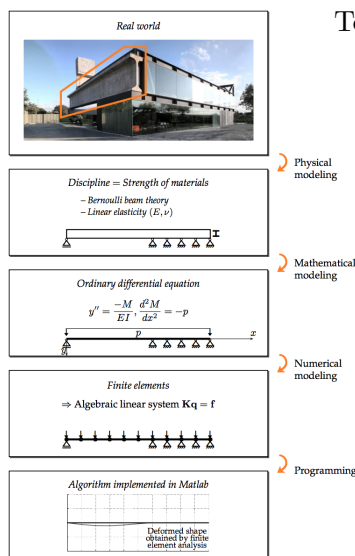 Real world
Physical
modeling
Discipline = Strength of materials
– Bernoulli beam theory
– Linear elasticity (E, ν)
Mathematical
modeling
Ordinary differential equation
y″ = −M/EI, d²M/dx² = −p
p
x
y
Numerical
modeling
Finite elements
⇒ Algebraic linear system Kq = f
Programming
Algorithm implemented in Matlab
Deformed shape
obtained by finite
element analysis